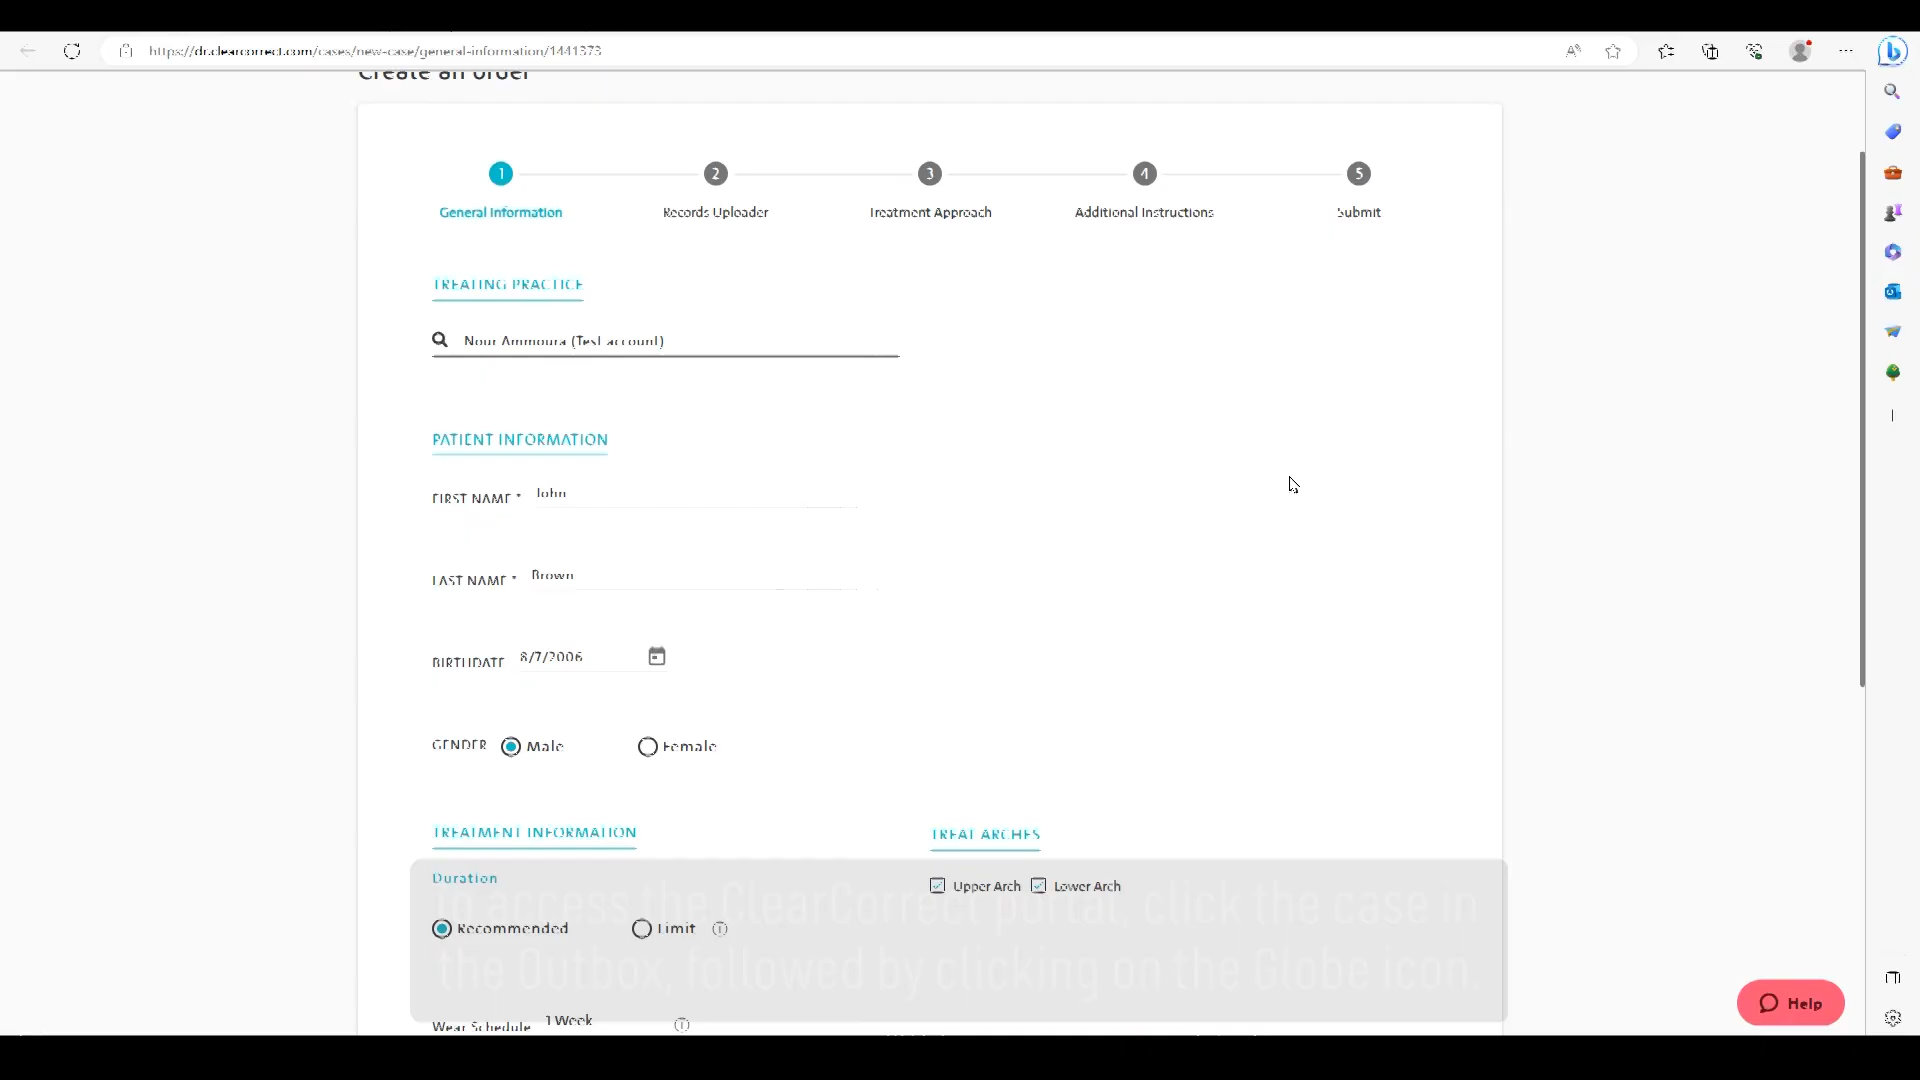 https://dr.clearcorrect.com/cases/new-case/general-information/1441373
Create an order
1 2 3 4 5
General Information Records Uploader Treatment Approach Additional Instructions Submit
TREATING PRACTICE
Nour Ammoura (Test account)
PATIENT INFORMATION
FIRST NAME * John
LAST NAME * Brown
BIRTHDATE 8/7/2006
GENDER Male Female
TREATMENT INFORMATION TREAT ARCHES
Duration
Upper Arch Lower Arch
to access the ClearCorrect portal, click the case in
Recommended Limit
the Outbox, followed by clicking on the Globe icon.
Wear Schedule 1 Week
Help